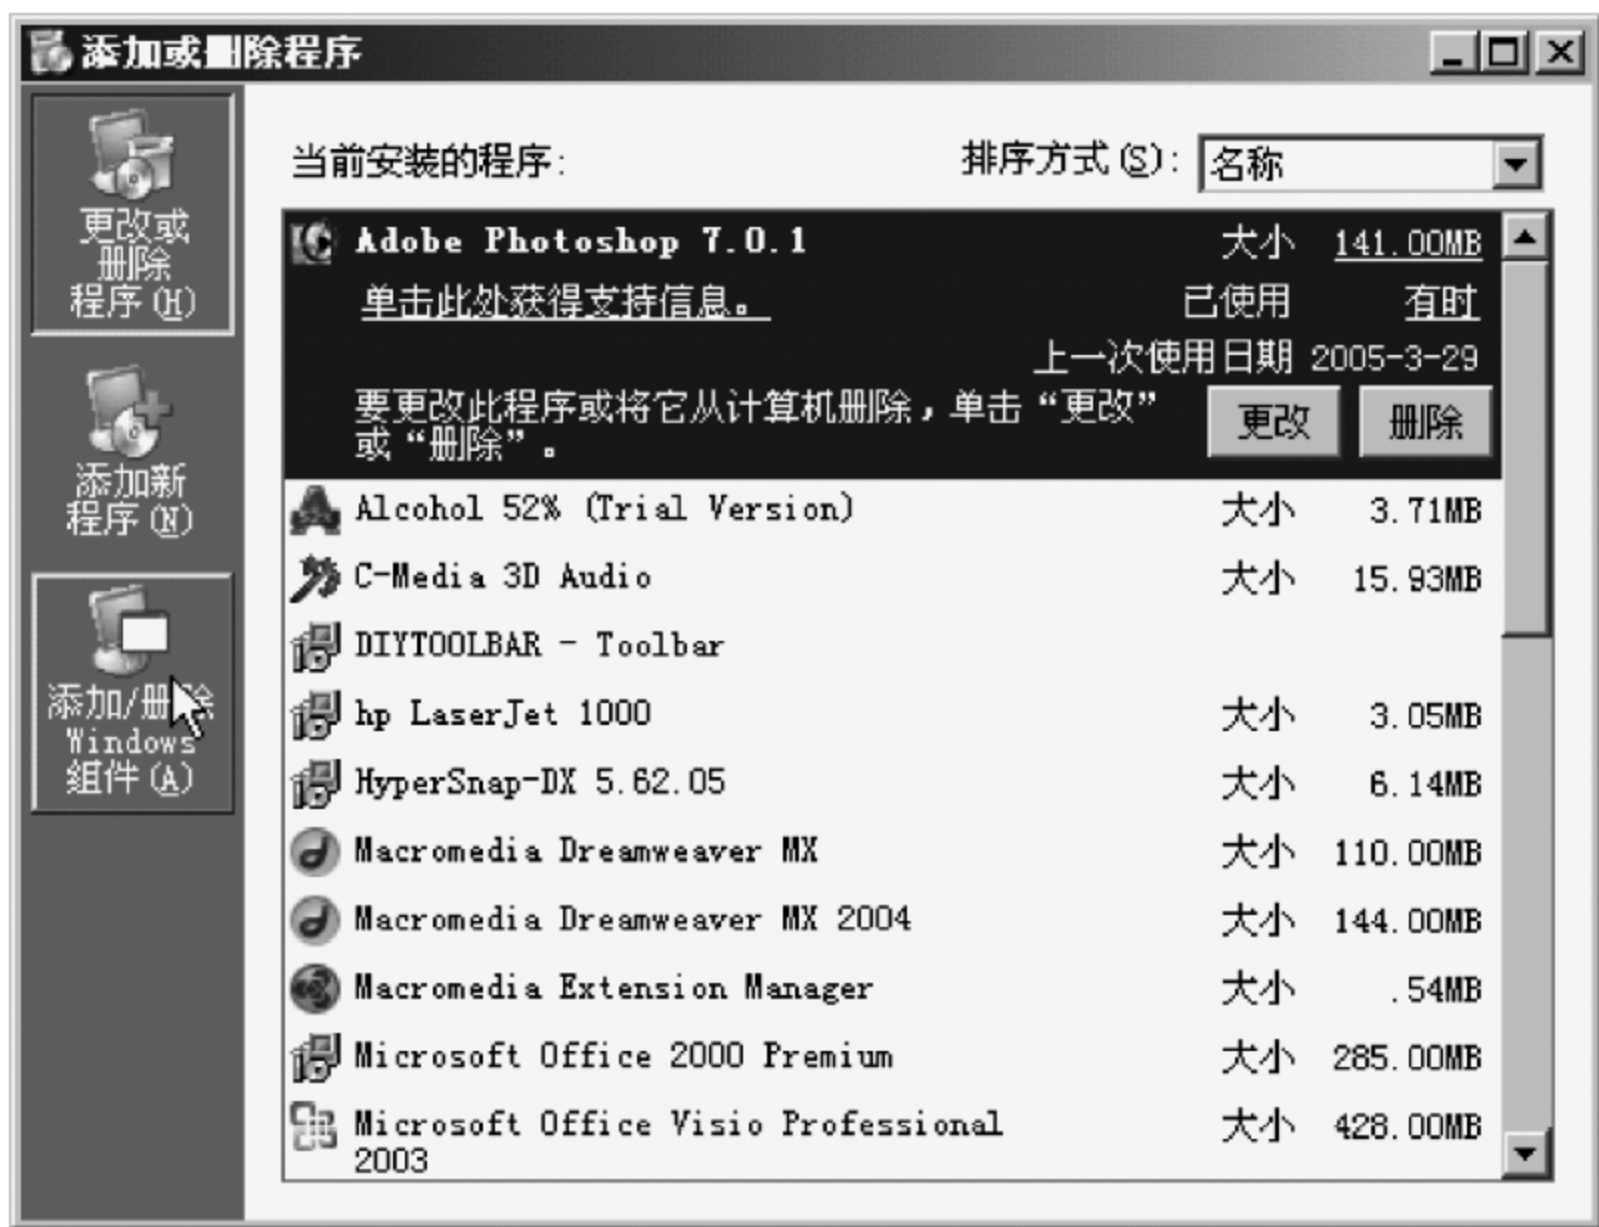 添加或删除程序
更改或
删除
程序(H)
添加新
程序(N)
添加/删除
Windows
组件(A)
当前安装的程序:
排序方式(S): 名称
Adobe Photoshop 7.0.1 大小 141.00MB
单击此处获得支持信息。 已使用 有时
上一次使用日期 2005-3-29
要更改此程序或将它从计算机删除,单击“更改”
或“删除”。
更改 删除
Alcohol 52% (Trial Version) 大小 3.71MB
C-Media 3D Audio 大小 15.93MB
DIYTOOLBAR - Toolbar
hp LaserJet 1000 大小 3.05MB
HyperSnap-DX 5.62.05 大小 6.14MB
Macromedia Dreamweaver MX 大小 110.00MB
Macromedia Dreamweaver MX 2004 大小 144.00MB
Macromedia Extension Manager 大小 .54MB
Microsoft Office 2000 Premium 大小 285.00MB
Microsoft Office Visio Professional 大小 428.00MB
2003